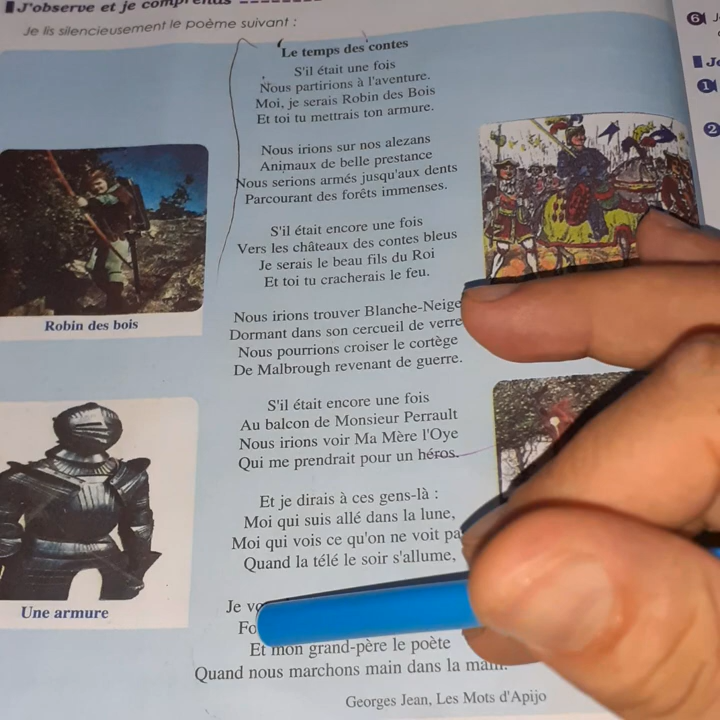 J'observe et je comprends
Je lis silencieusement le poème suivant :
Le temps des contes
S'il était une fois
Nous partirions à l'aventure.
Moi, je serais Robin des Bois
Et toi tu mettrais ton armure.
Nous irions sur nos alezans
Animaux de belle prestance
Nous serions armés jusqu'aux dents
Parcourant des forêts immenses.
S'il était encore une fois
Vers les châteaux des contes bleus
Je serais le beau fils du Roi
Et toi tu cracherais le feu.
Nous irions trouver Blanche-Neige
Dormant dans son cercueil de verre
Nous pourrions croiser le cortège
De Malbrough revenant de guerre.
S'il était encore une fois
Au balcon de Monsieur Perrault
Nous irions voir Ma Mère l'Oye
Qui me prendrait pour un héros.
Et je dirais à ces gens-là :
Moi qui suis allé dans la lune,
Moi qui vois ce qu'on ne voit pa
Quand la télé le soir s'allume,
Je
Et mon grand-père le poète
Quand nous marchons main dans la main.
Georges Jean, Les Mots d'Apijo
Robin des bois
Une armure
6
1
2